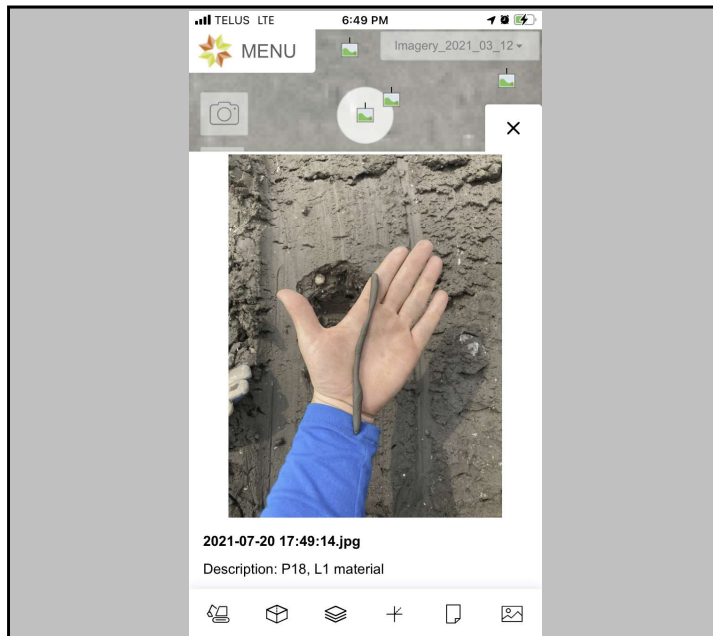 TELUS LTE
6:49 PM
MENU
Imagery_2021_03_12
2021-07-20 17:49:14.jpg
Description: P18, L1 material